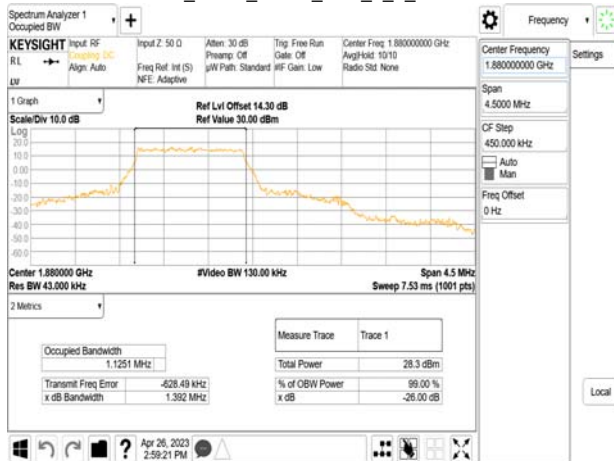 Spectrum Analyzer 1
Occupied BW
Frequency
KEYSIGHT
RL
LM
Input: RF
Coupling: DC
Align: Auto
Input Z: 50 Ω
Freq Ref: Int (S)
NFE: Adaptive
Atten: 30 dB
Preamp: Off
µW Path: Standard
Trig: Free Run
Gate: Off
#IF Gain: Low
Center Freq: 1.880000000 GHz
Avg|Hold: 10/10
Radio Std: None
Center Frequency
1.880000000 GHz
Settings
Span
4.5000 MHz
CF Step
450.000 kHz
Auto
Man
Freq Offset
0 Hz
Local
1 Graph
Scale/Div 10.0 dB
Ref Lvl Offset 14.30 dB
Ref Value 30.00 dBm
Log
20.0
10.0
0.00
-10.0
-20.0
-30.0
-40.0
-50.0
-60.0
Center 1.880000 GHz
#Video BW 130.00 kHz
Span 4.5 MHz
Res BW 43.000 kHz
Sweep 7.53 ms (1001 pts)
2 Metrics
Occupied Bandwidth
1.1251 MHz
Transmit Freq Error -628.49 kHz
x dB Bandwidth 1.392 MHz
Measure Trace Trace 1
Total Power 28.3 dBm
% of OBW Power 99.00 %
x dB -26.00 dB
?
Apr 26, 2023
2:59:21 PM